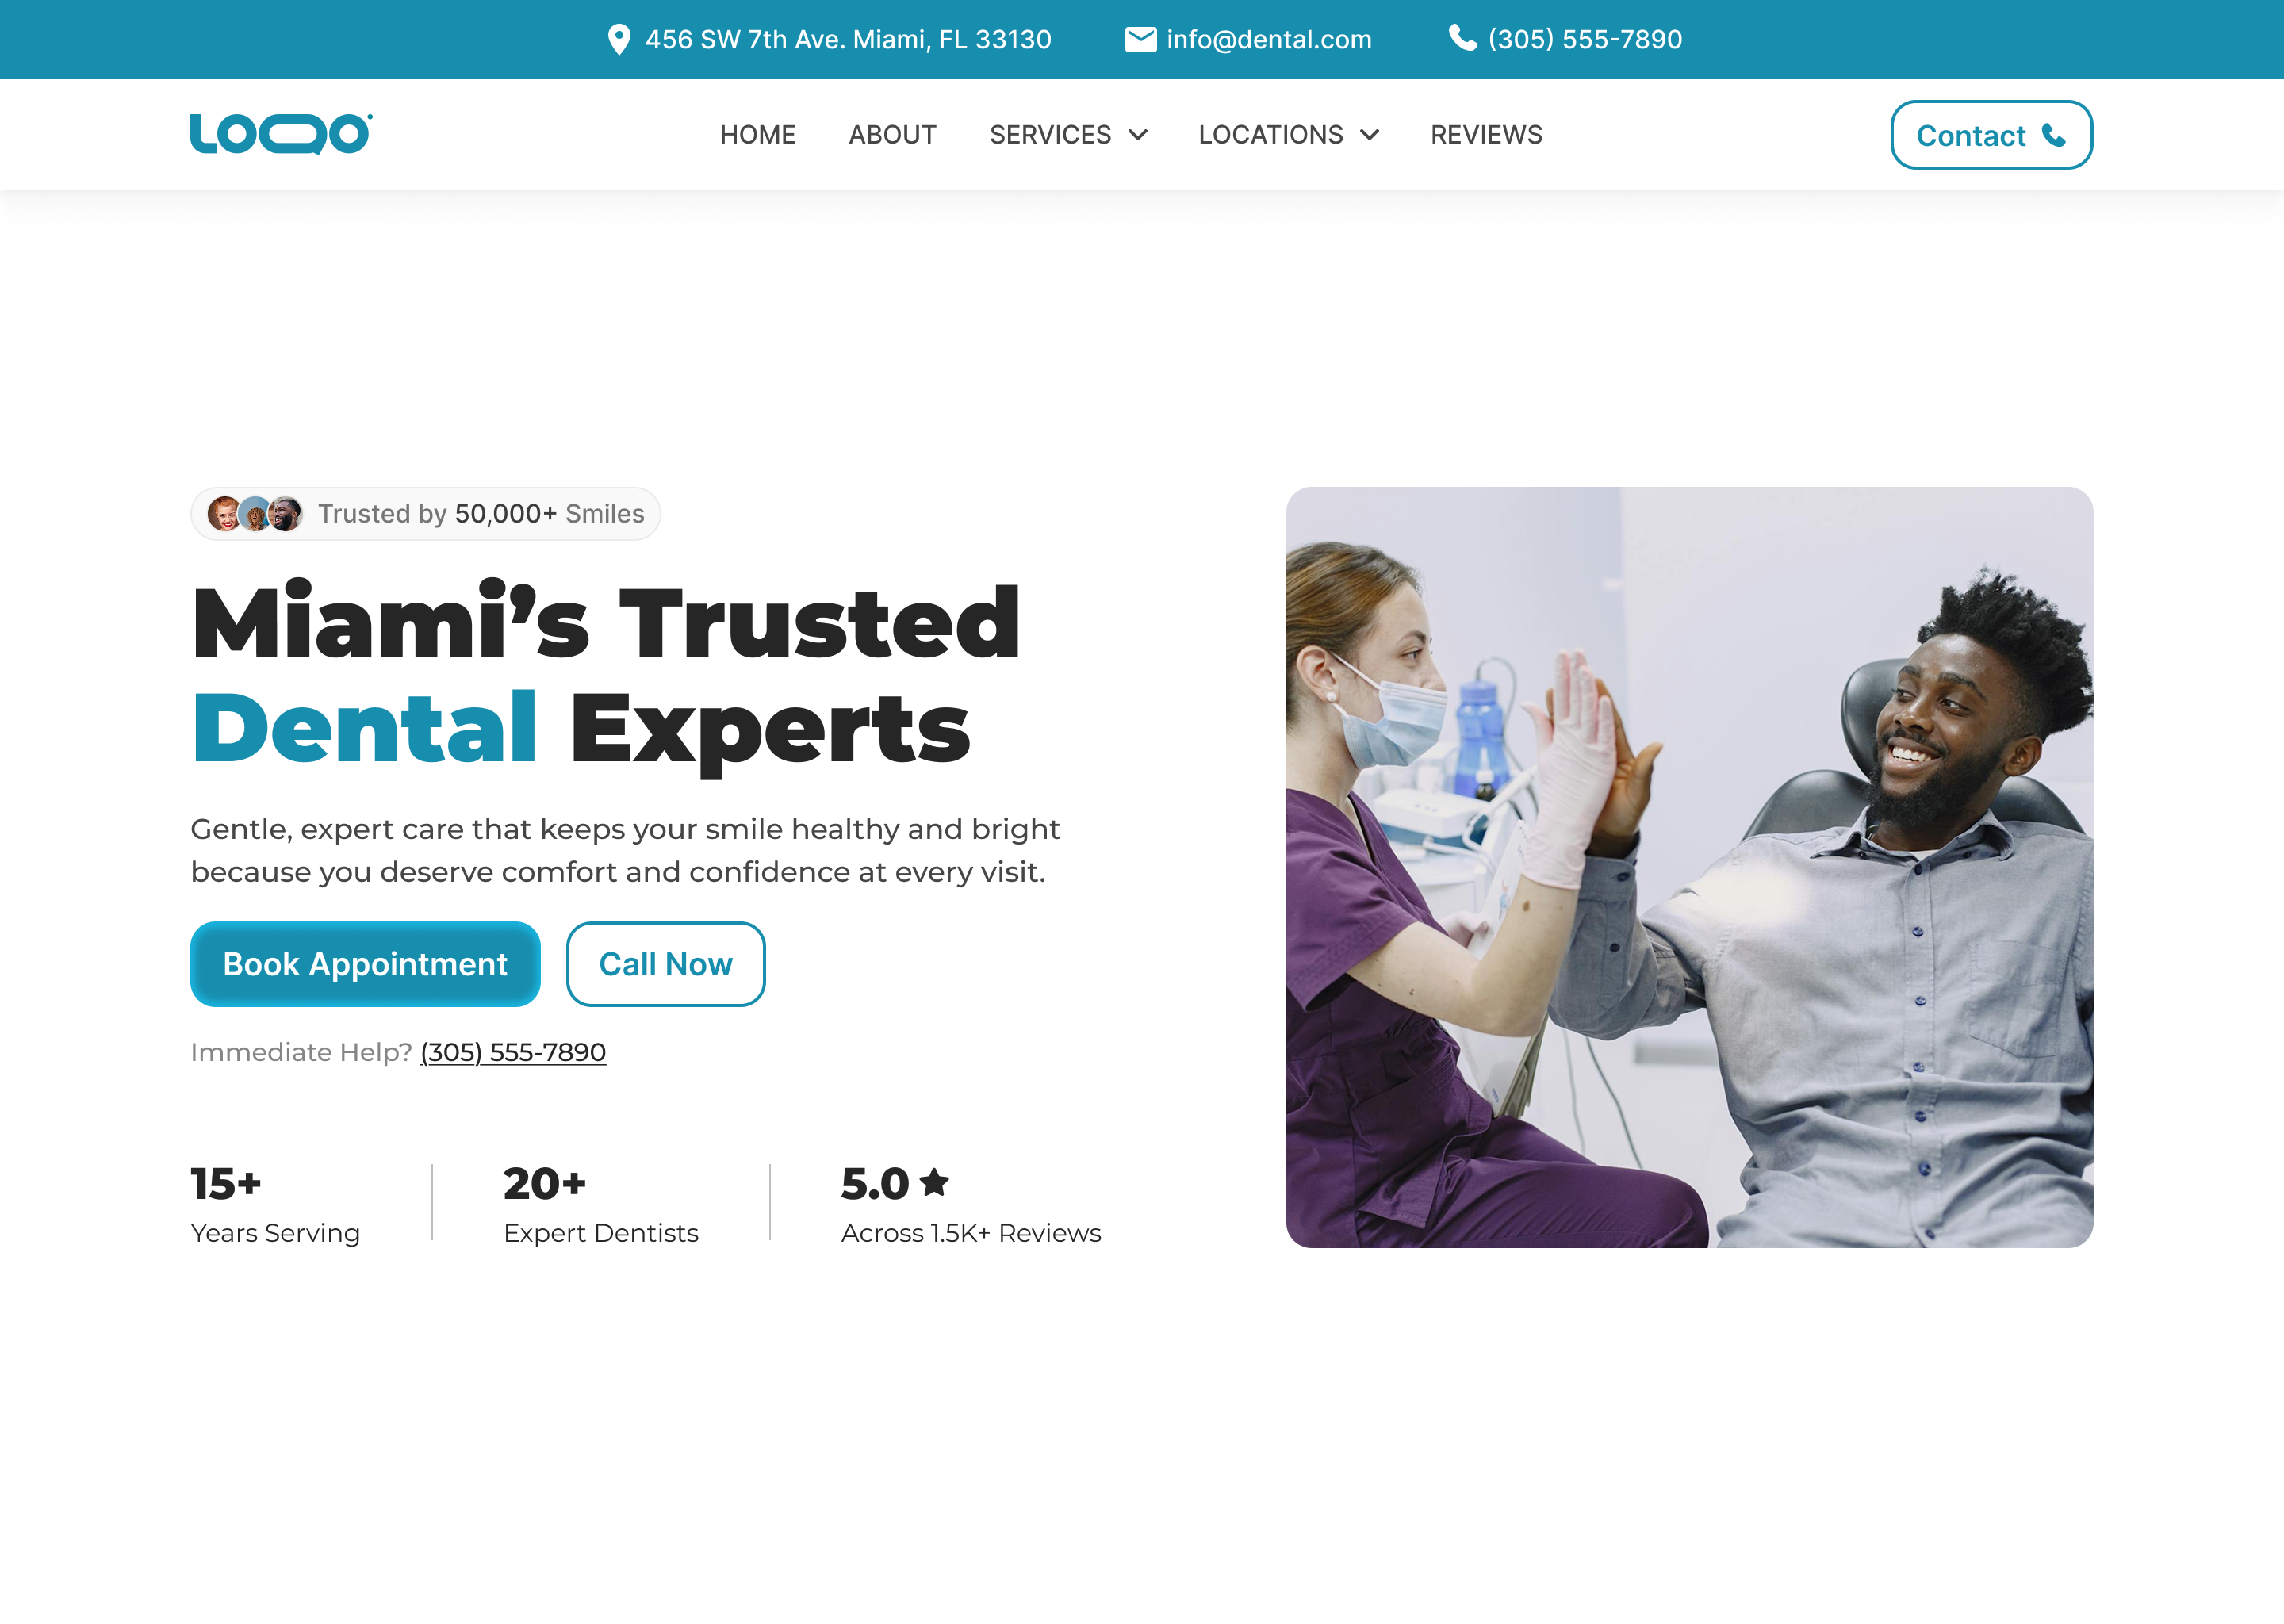 456 SW 7th Ave. Miami, FL 33130
info@dental.com
(305) 555-7890
LOGO
HOME
ABOUT
SERVICES
LOCATIONS
REVIEWS
Contact
Trusted by 50,000+ Smiles
Miami’s Trusted
Dental Experts
Gentle, expert care that keeps your smile healthy and bright
because you deserve comfort and confidence at every visit.
Book Appointment
Call Now
Immediate Help? (305) 555-7890
15+
Years Serving
20+
Expert Dentists
5.0
Across 1.5K+ Reviews